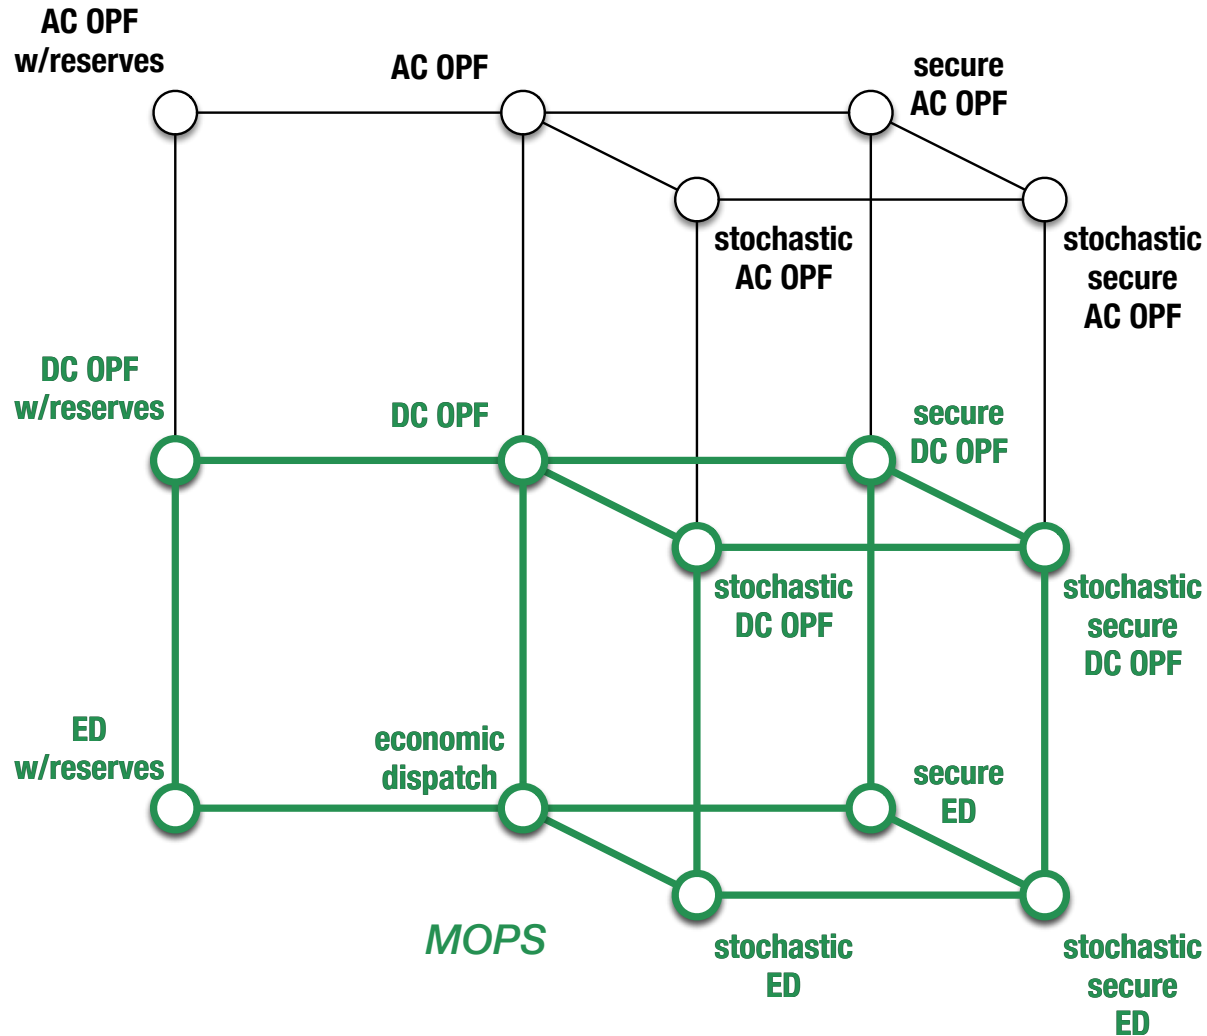 AC OPF
w/reserves
AC OPF
secure
AC OPF
stochastic
AC OPF
stochastic
secure
AC OPF
DC OPF
w/reserves
DC OPF
secure
DC OPF
stochastic
DC OPF
stochastic
secure
DC OPF
ED
w/reserves
economic
dispatch
secure
ED
MOPS
stochastic
ED
stochastic
secure
ED